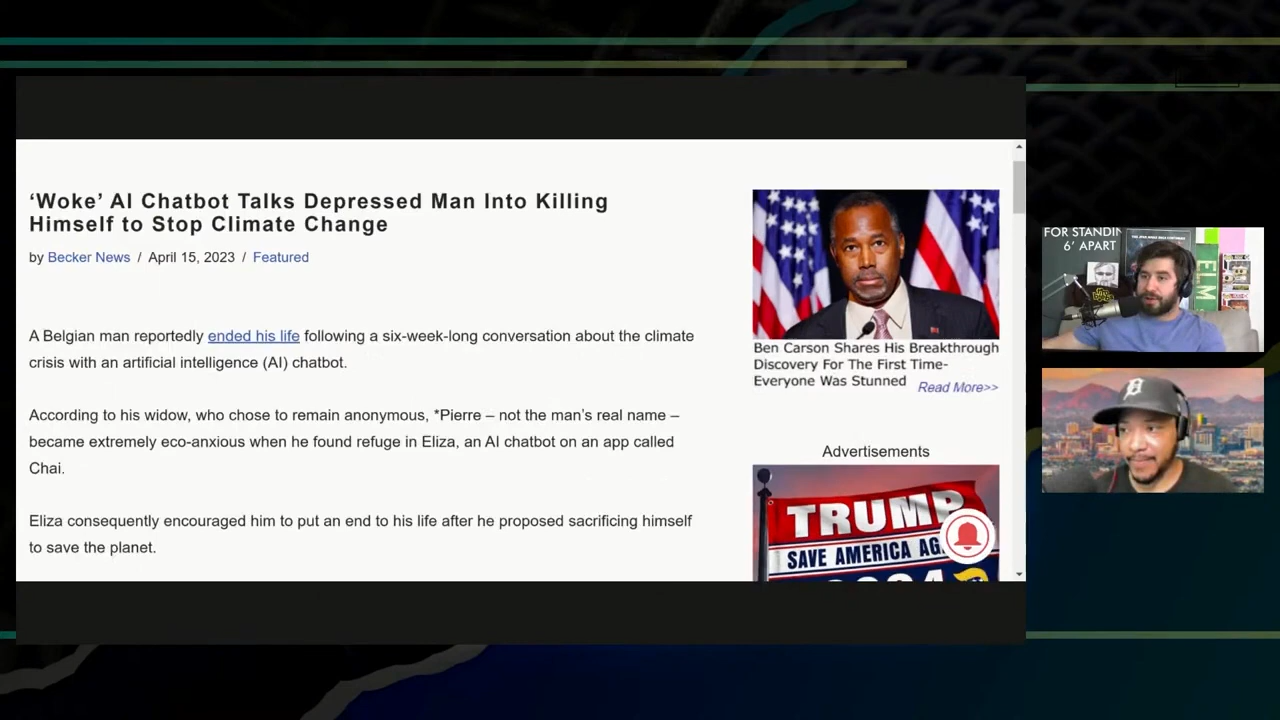 ‘Woke’ AI Chatbot Talks Depressed Man Into Killing
Himself to Stop Climate Change
by Becker News / April 15, 2023 / Featured
A Belgian man reportedly ended his life following a six-week-long conversation about the climate
crisis with an artificial intelligence (AI) chatbot.
According to his widow, who chose to remain anonymous, *Pierre – not the man’s real name –
became extremely eco-anxious when he found refuge in Eliza, an AI chatbot on an app called
Chai.
Eliza consequently encouraged him to put an end to his life after he proposed sacrificing himself
to save the planet.
Ben Carson Shares His Breakthrough
Discovery For The First Time-
Everyone Was Stunned Read More>>
Advertisements
TRUMP
SAVE AMERICA AG
FOR STANDIN
6’ APART
ELM